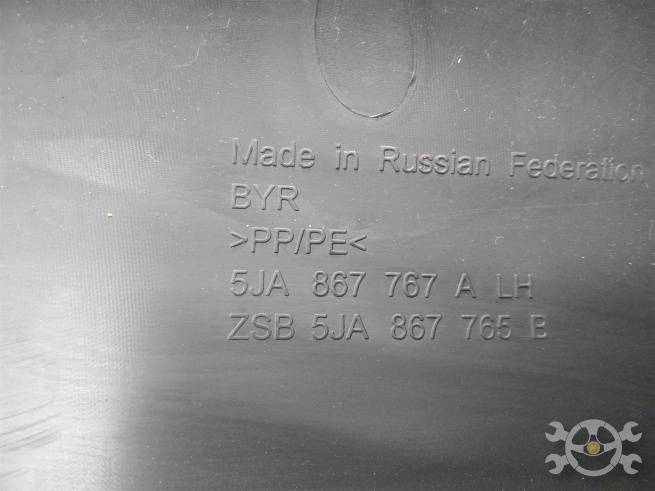 Made in Russian Federation
BYR
>PP/PE<
5JA 867 767 A LH
ZSB 5JA 867 765 B